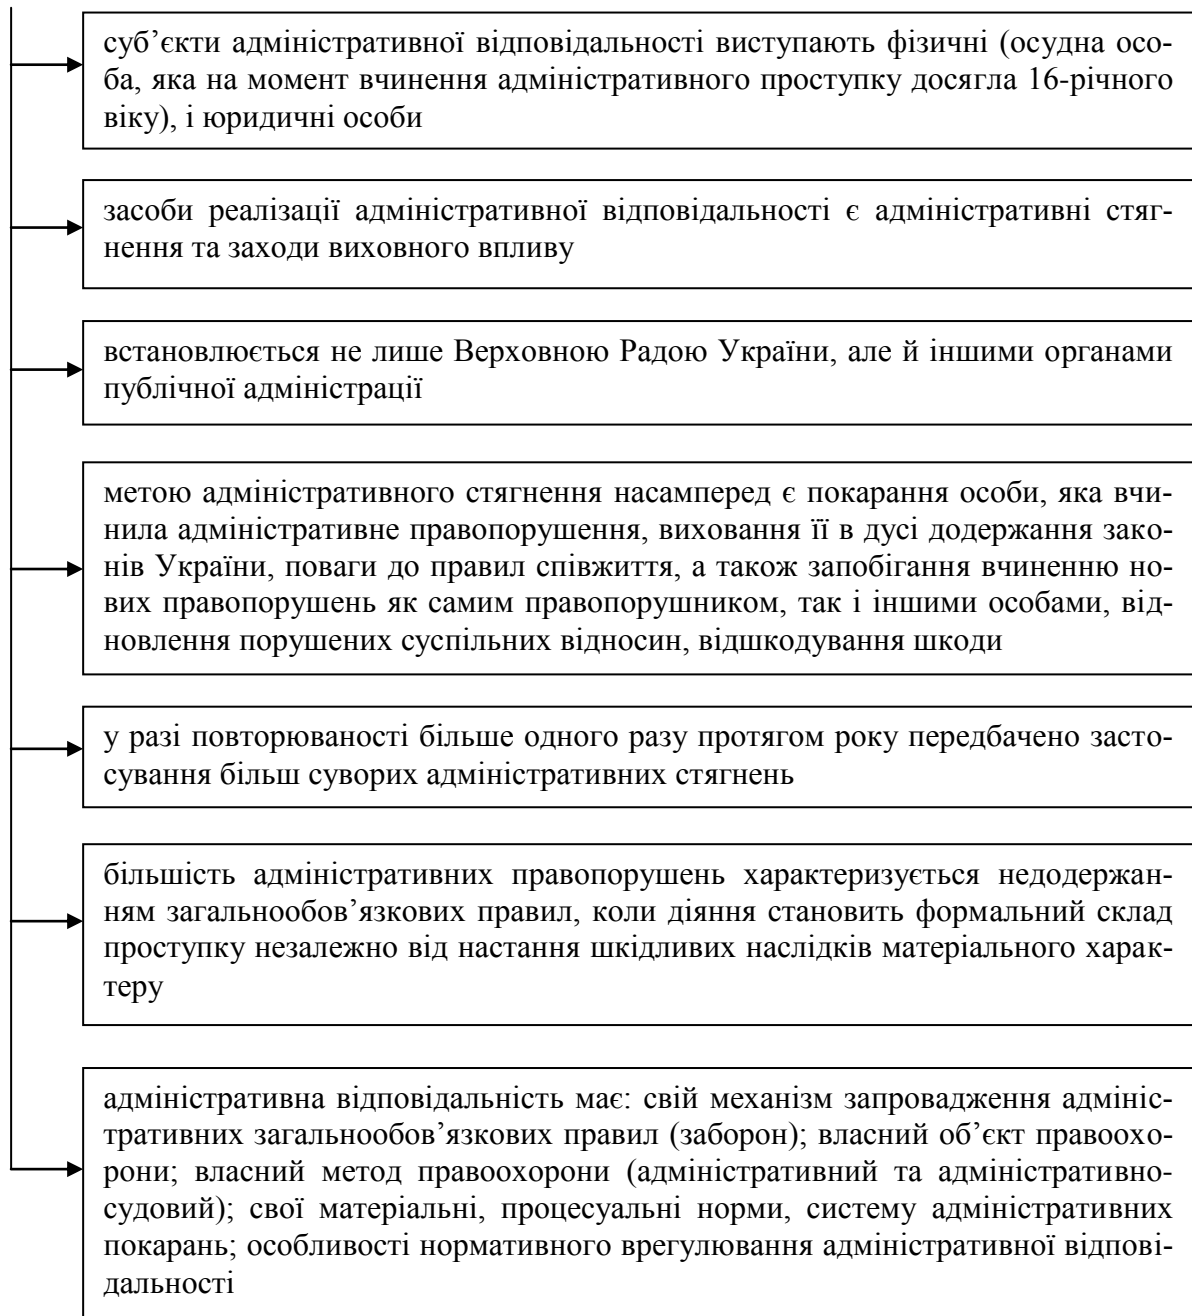 суб’єкти адміністративної відповідальності виступають фізичні (осудна осо-
ба, яка на момент вчинення адміністративного проступку досягла 16-річного
віку), і юридичні особи
засоби реалізації адміністративної відповідальності є адміністративні стяг-
нення та заходи виховного впливу
встановлюється не лише Верховною Радою України, але й іншими органами
публічної адміністрації
метою адміністративного стягнення насамперед є покарання особи, яка вчи-
нила адміністративне правопорушення, виховання її в дусі додержання зако-
нів України, поваги до правил співжиття, а також запобігання вчиненню но-
вих правопорушень як самим правопорушником, так і іншими особами, від-
новлення порушених суспільних відносин, відшкодування шкоди
у разі повторюваності більше одного разу протягом року передбачено засто-
сування більш суворих адміністративних стягнень
більшість адміністративних правопорушень характеризується недодержан-
ням загальнообов’язкових правил, коли діяння становить формальний склад
проступку незалежно від настання шкідливих наслідків матеріального харак-
теру
адміністративна відповідальність має: свій механізм запровадження адмініс-
тративних загальнообов’язкових правил (заборон); власний об’єкт правоохо-
рони; власний метод правоохорони (адміністративний та адміністративно-
судовий); свої матеріальні, процесуальні норми, систему адміністративних
покарань; особливості нормативного врегулювання адміністративної відпові-
дальності